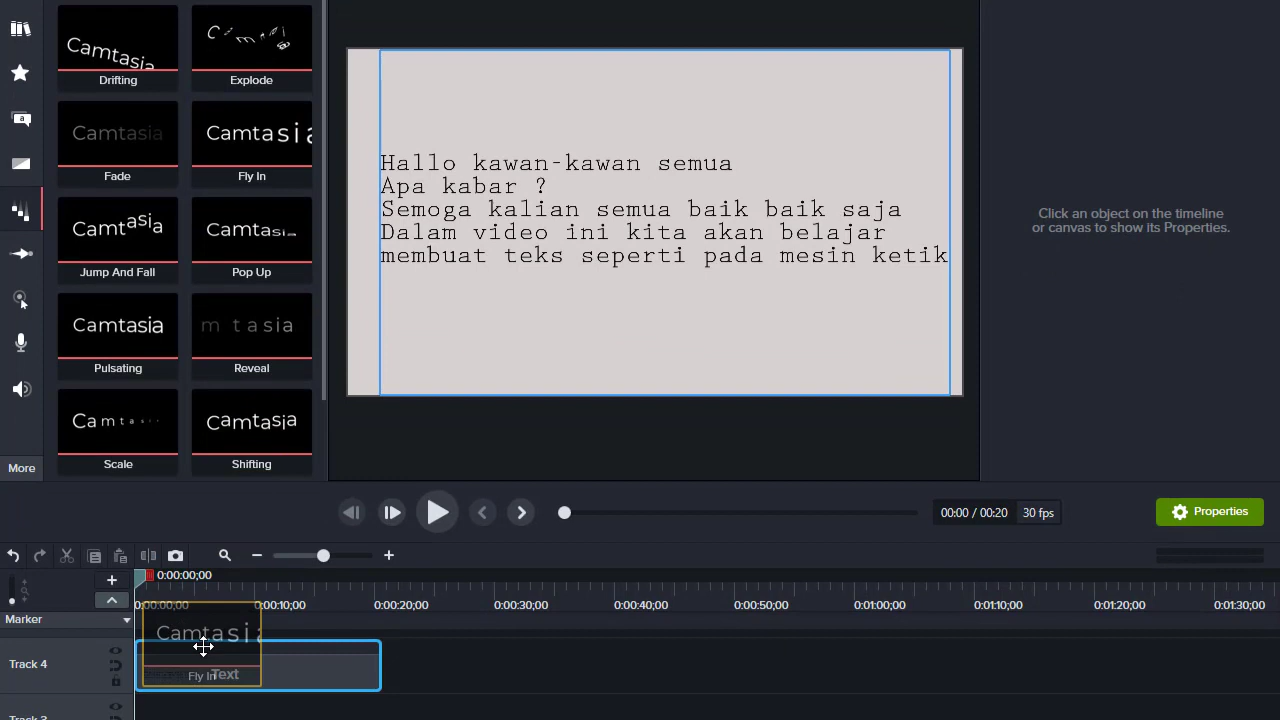 Camtasia
Drifting
Explode
Camtasia
Fade
Camtasia
Fly In
Camtasia
Jump And Fall
Camtasia
Pop Up
Camtasia
Pulsating
m t a s i a
Reveal
Camtas
Scale
Camtasia
Shifting
More
Hallo kawan-kawan semua
Apa kabar ?
Semoga kalian semua baik baik saja
Dalam video ini kita akan belajar
membuat teks seperti pada mesin ketik
Click an object on the timeline
or canvas to show its Properties.
00:00 / 00:20
30 fps
Properties
0:00:00;00
0:00:00;00 0:00:10;00 0:00:20;00 0:00:30;00 0:00:40;00 0:00:50;00 0:01:00;00 0:01:10;00 0:01:20;00 0:01:30;00
Marker
Camtasia
Track 4
Fly In
Text
Track 3